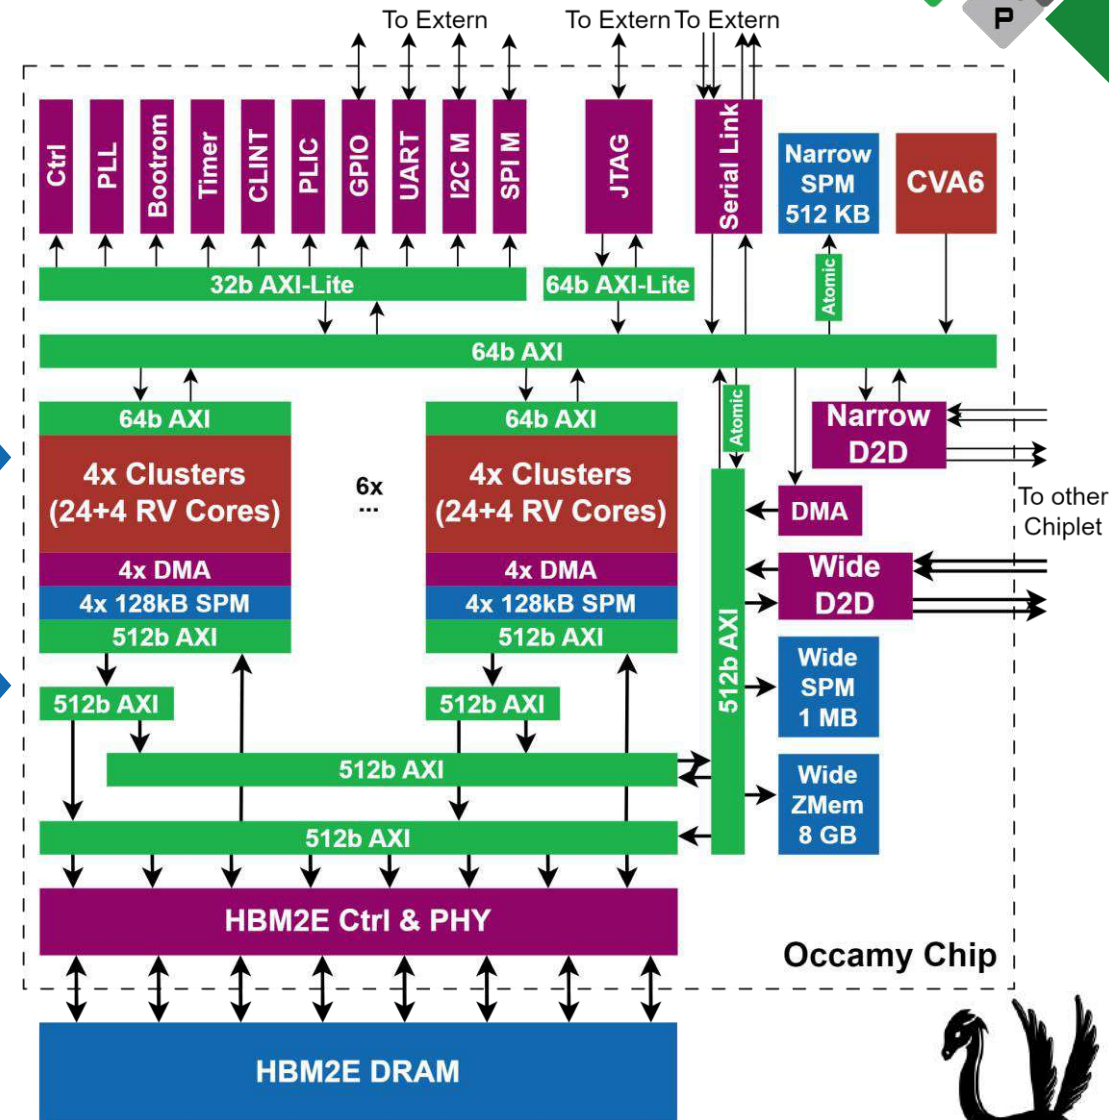 To Extern
To Extern
To Extern
P
Ctrl
PLL
Bootrom
Timer
CLINT
PLIC
GPIO
UART
I2C M
SPI M
JTAG
Serial Link
Narrow
SPM
512 KB
CVA6
32b AXI-Lite
64b AXI-Lite
Atomic
64b AXI
64b AXI
4x Clusters
(24+4 RV Cores)
4x DMA
4x 128kB SPM
512b AXI
6x
...
64b AXI
4x Clusters
(24+4 RV Cores)
4x DMA
4x 128kB SPM
512b AXI
Atomic
Narrow
D2D
To other
Chiplet
DMA
Wide
D2D
512b AXI
Wide
SPM
1 MB
Wide
ZMem
8 GB
512b AXI
512b AXI
512b AXI
512b AXI
HBM2E Ctrl & PHY
Occamy Chip
HBM2E DRAM